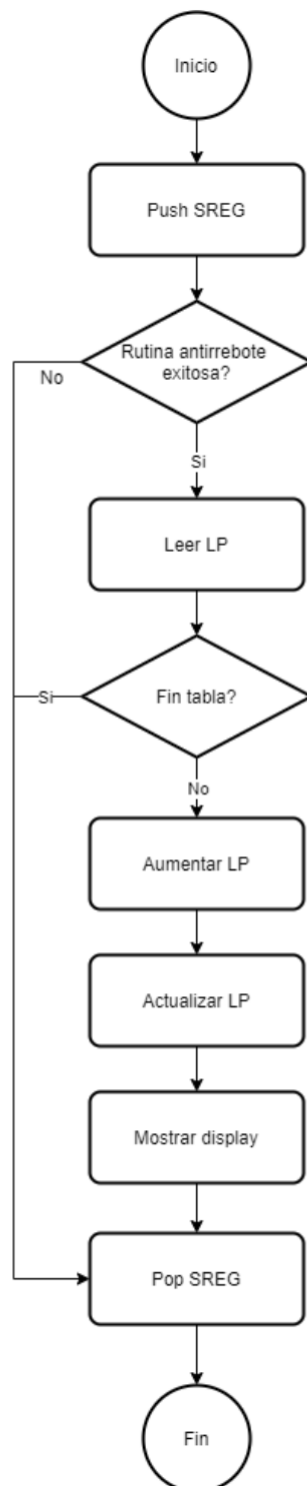 Inicio
Push SREG
Rutina antirrebote
exitosa?
No
Si
Leer LP
Fin tabla?
Si
No
Aumentar LP
Actualizar LP
Mostrar display
Pop SREG
Fin